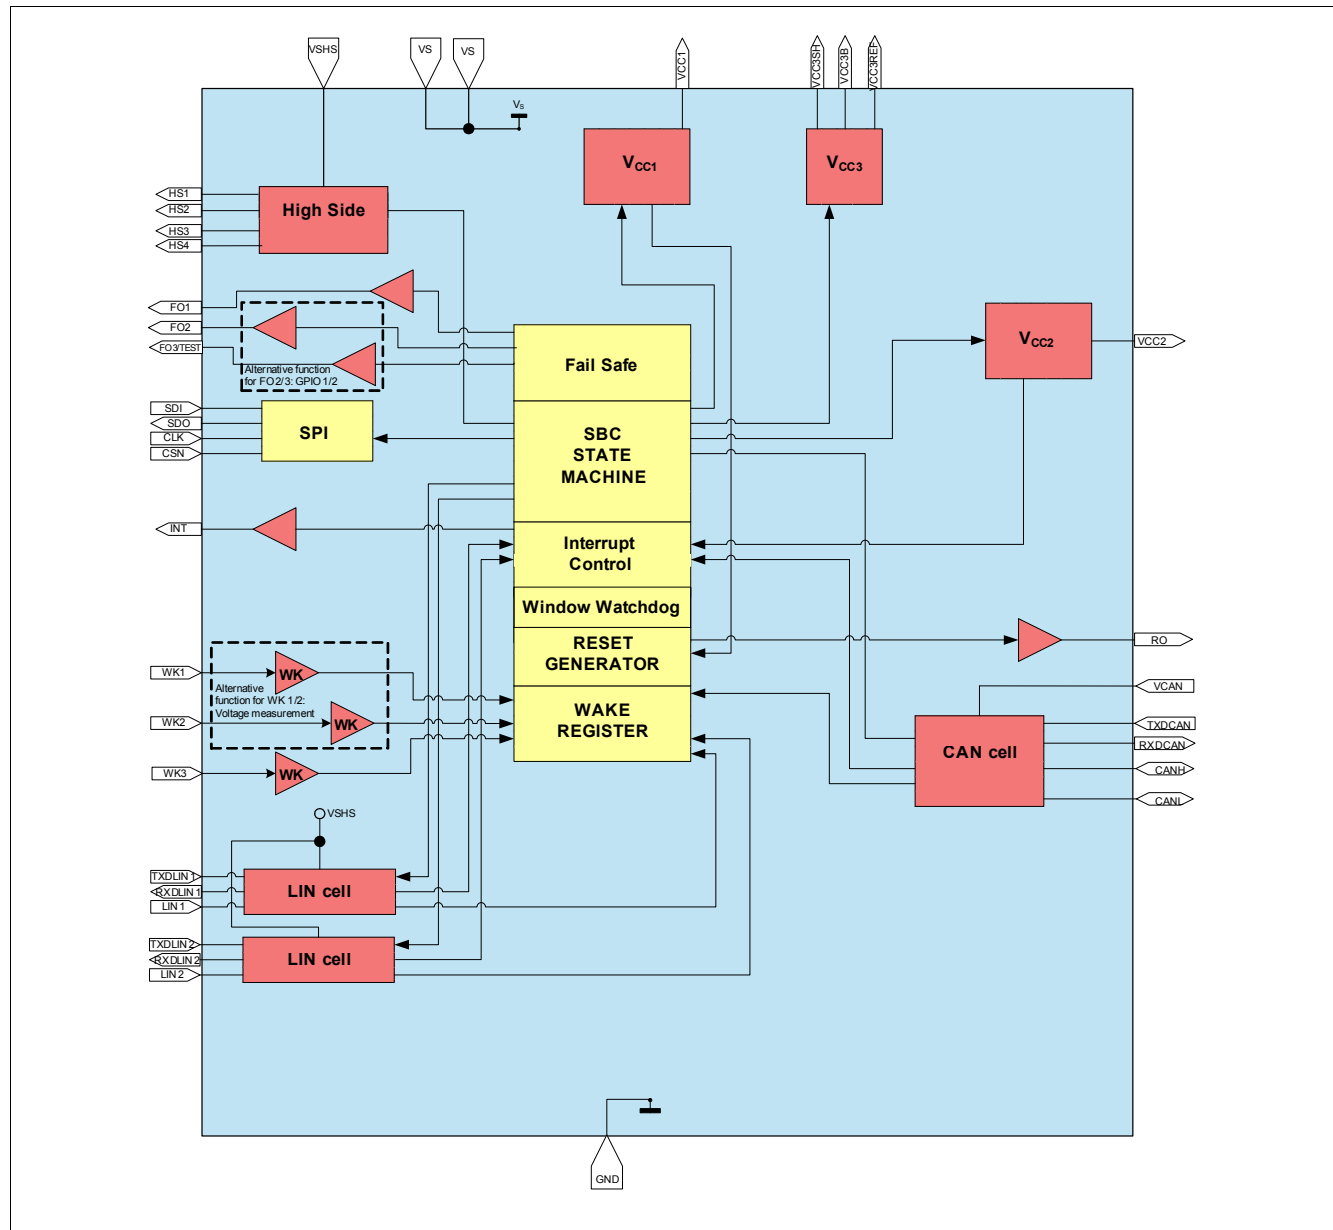 VSHS
VS
VS
VCC1
VCC3SH
VCC3B
VCC3REF
VS
VCC1
VCC3
HS1
HS2
HS3
HS4
High Side
FO1
FO2
FO3/TEST
Alternative function
for FO2/3: GPIO 1/2
Fail Safe
VCC2
VCC2
SDI
SDO
CLK
CSN
SPI
SBC
STATE
MACHINE
INT
Interrupt
Control
Window Watchdog
RESET
GENERATOR
RO
WK1
WK
Alternative
function for WK 1/2:
Voltage measurement
WK2
WK
WK3
WK
WAKE
REGISTER
VCAN
TXDCAN
RXDCAN
CANH
CANL
CAN cell
VSHS
TXDLIN1
RXDLIN1
LIN1
LIN cell
TXDLIN2
RXDLIN2
LIN2
LIN cell
GND